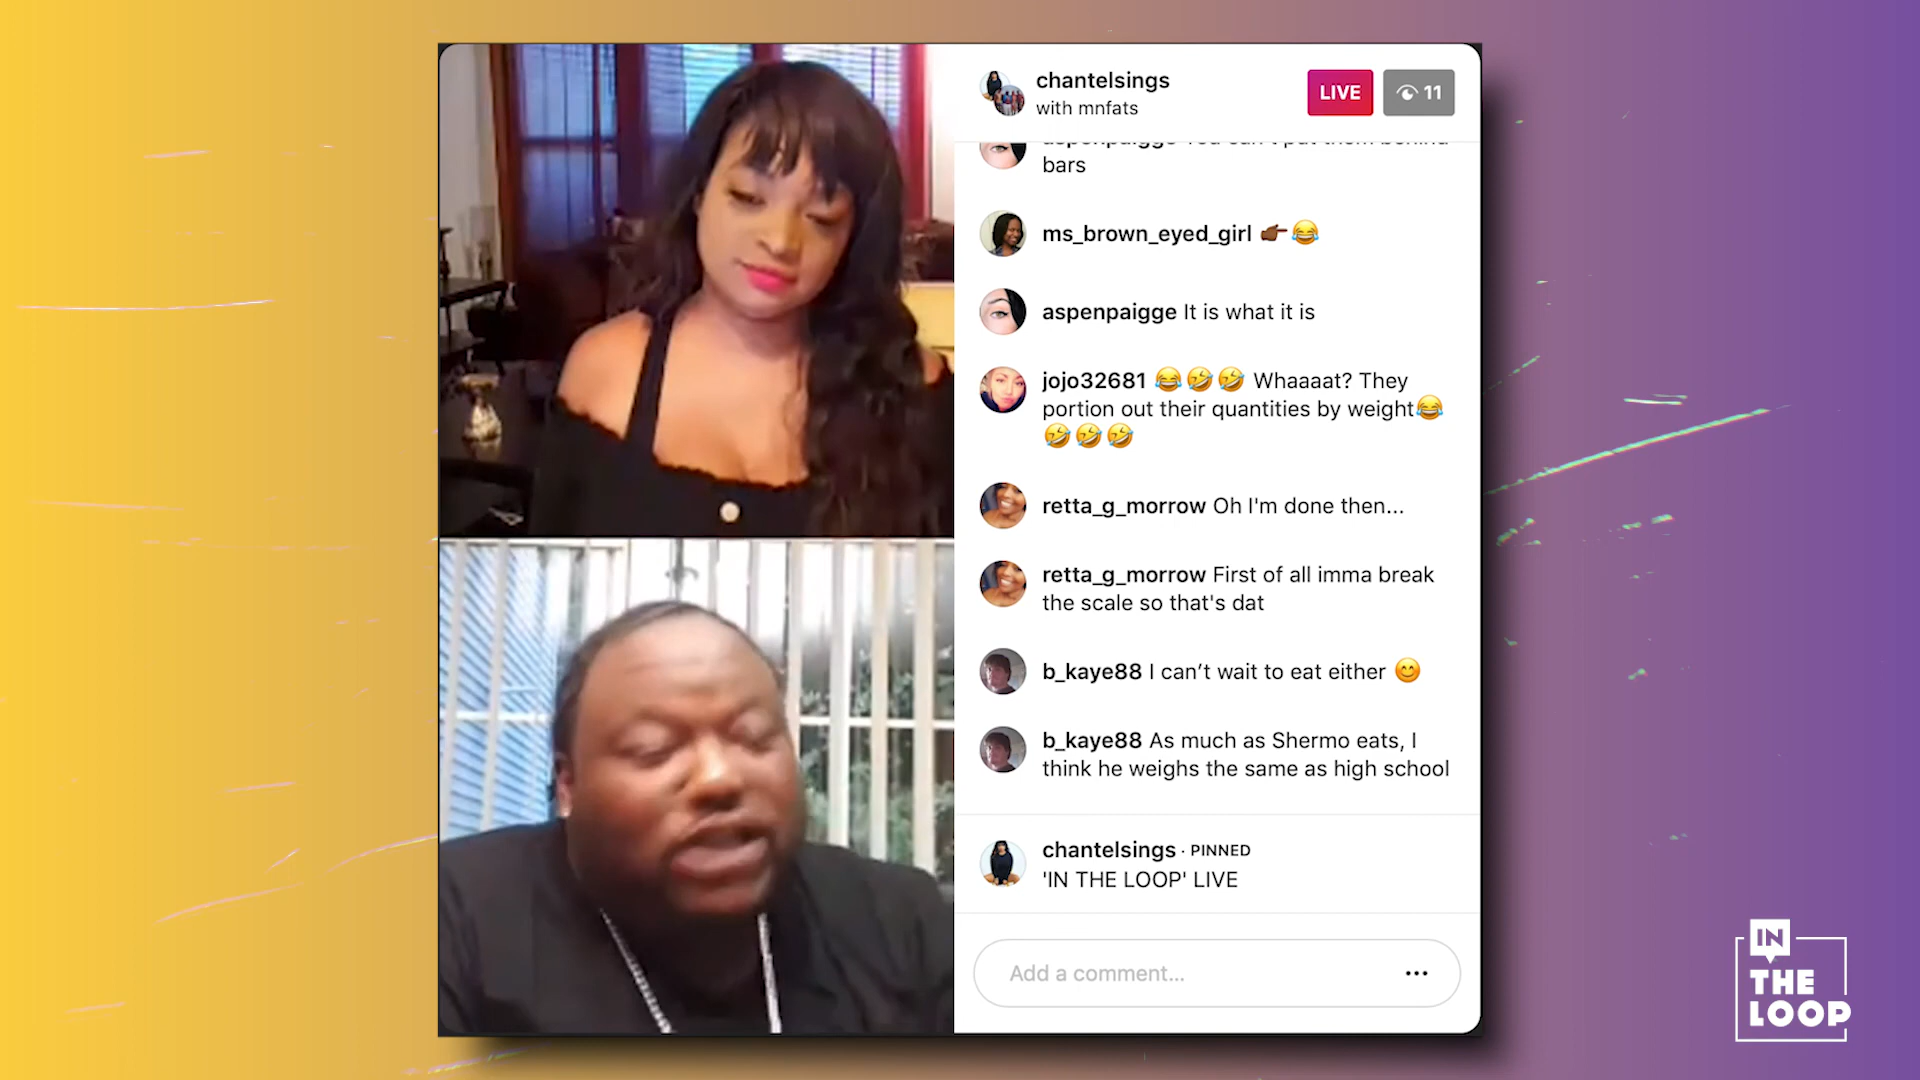 chantelsings
with mnfats
LIVE
11
bars
ms_brown_eyed_girl 👉🏿😂
aspenpaigge It is what it is
jojo32681 😂🤣🤣 Whaaaat? They
portion out their quantities by weight😂
🤣🤣🤣
retta_g_morrow Oh I'm done then...
retta_g_morrow First of all imma break
the scale so that's dat
b_kaye88 I can’t wait to eat either 😊
b_kaye88 As much as Shermo eats, I
think he weighs the same as high school
chantelsings · PINNED
'IN THE LOOP' LIVE
Add a comment...
IN
THE
LOOP